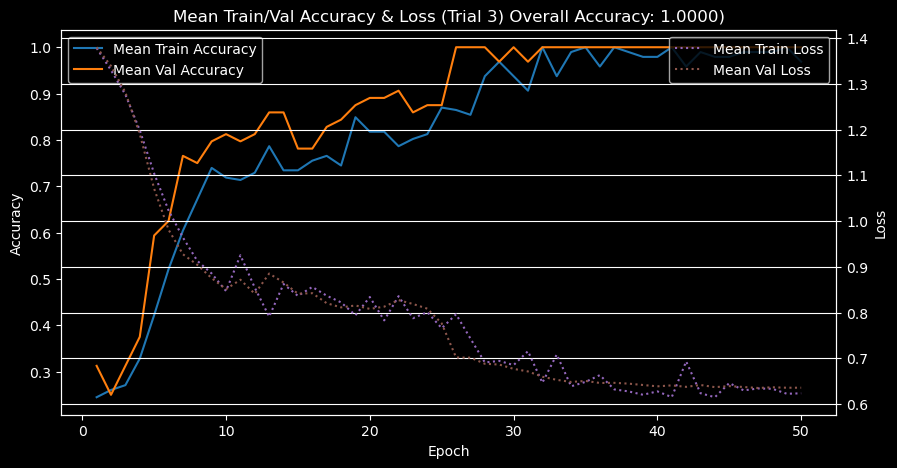 Mean Train/Val Accuracy & Loss (Trial 3) Overall Accuracy: 1.0000)
Mean Train Accuracy
Mean Val Accuracy
Mean Train Loss
Mean Val Loss
Accuracy
1.0
0.9
0.8
0.7
0.6
0.5
0.4
0.3
1.4
1.3
1.2
1.1
1.0
0.9
0.8
0.7
0.6
Loss
0 10 20 30 40 50
Epoch